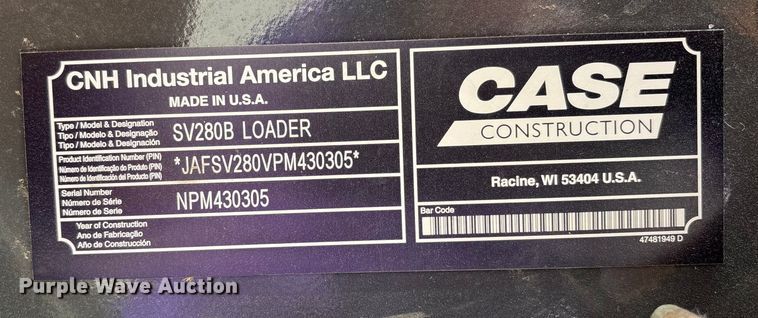 CNH Industrial America LLC
MADE IN U.S.A.
Type / Model & Designation
Tipo / Modelo & Designação
Tipo / Modelo & Designación
SV280B LOADER
Product Identification Number (PIN)
Número de Identificação do Produto (PIN)
Número de Identificación del Producto (PIN)
*JAFSV280VPM430305*
Serial Number
Número de Série
Número de Serie
NPM430305
Year of Construction
Ano de Fabricação
Año de Construcción
CASE
CONSTRUCTION
Racine, WI 53404 U.S.A.
Bar Code
47481949 D
Purple Wave Auction